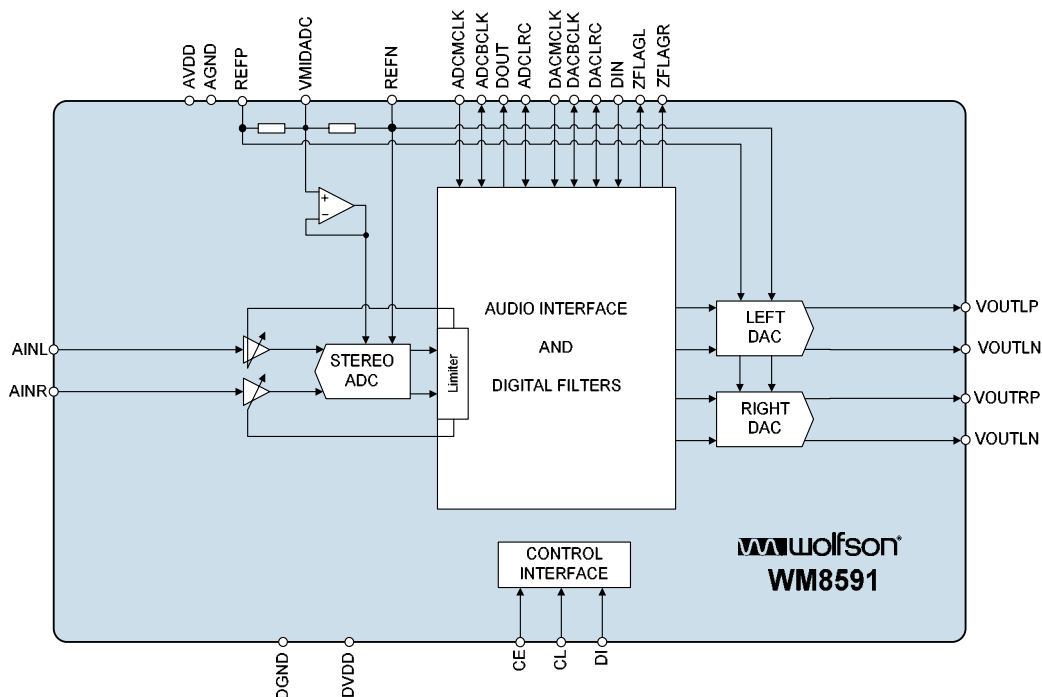 AVDD
AGND
REFP
VMIDADC
REFN
ADCMCLK
ADCBCLK
DOUT
ADCLRC
DACMCLK
DACBCLK
DACLRC
DIN
ZFLAGL
ZFLAGR
+
−
AINL
AINR
STEREO
ADC
Limiter
AUDIO INTERFACE
AND
DIGITAL FILTERS
LEFT
DAC
RIGHT
DAC
VOUTLP
VOUTLN
VOUTRP
VOUTLN
CONTROL
INTERFACE
wolfson®
WM8591
DGND
DVDD
CE
CL
DI